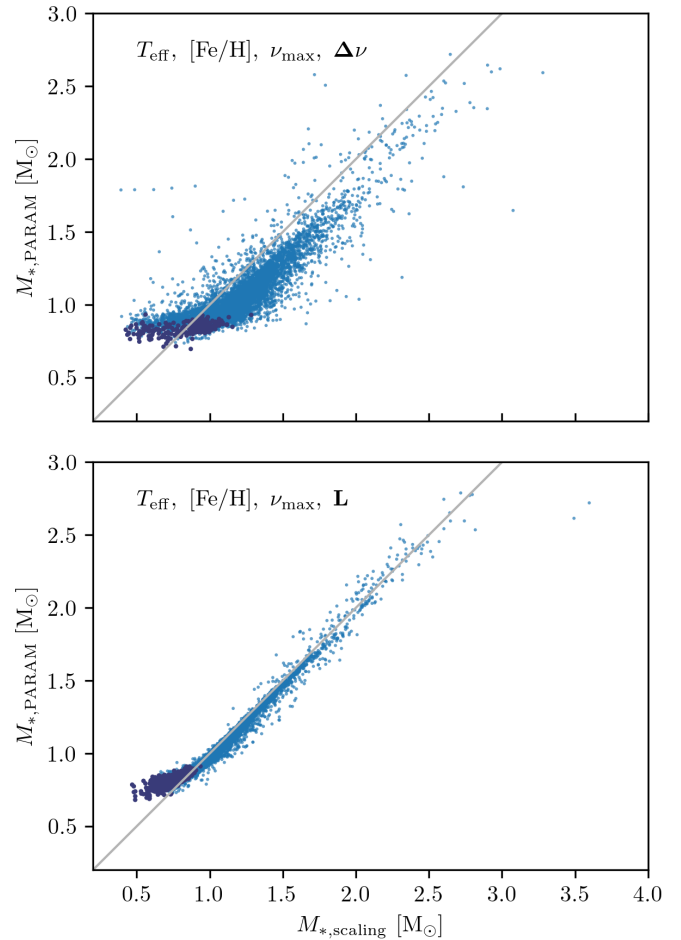 3.0
T_eff, [Fe/H], ν_max, Δν
2.5
2.0
1.5
1.0
0.5
M_*,PARAM [M_⊙]
3.0
T_eff, [Fe/H], ν_max, L
2.5
2.0
1.5
1.0
0.5
M_*,PARAM [M_⊙]
0.5 1.0 1.5 2.0 2.5 3.0 3.5 4.0
M_*,scaling [M_⊙]